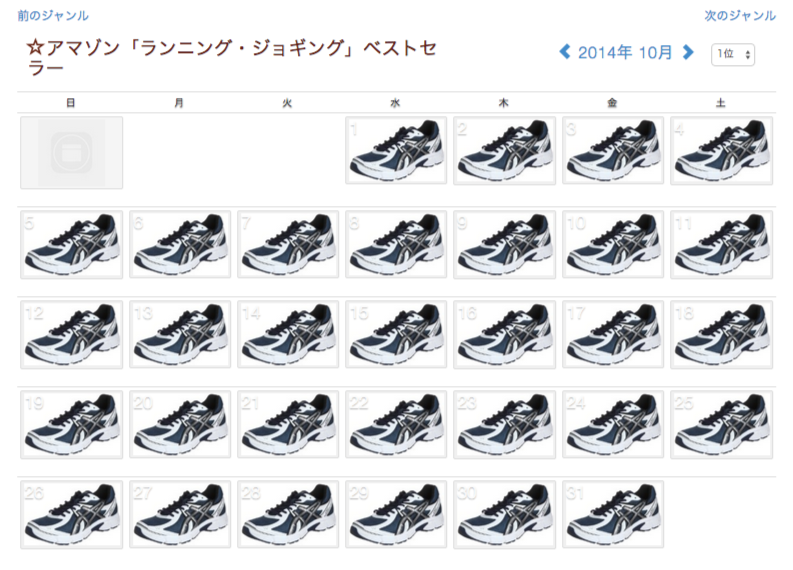 前のジャンル
次のジャンル
☆アマゾン「ランニング・ジョギング」ベストセ
ラー
2014年 10月
1位
日 月 火 水 木 金 土
1 2 3 4
5 6 7 8 9 10 11
12 13 14 15 16 17 18
19 20 21 22 23 24 25
26 27 28 29 30 31